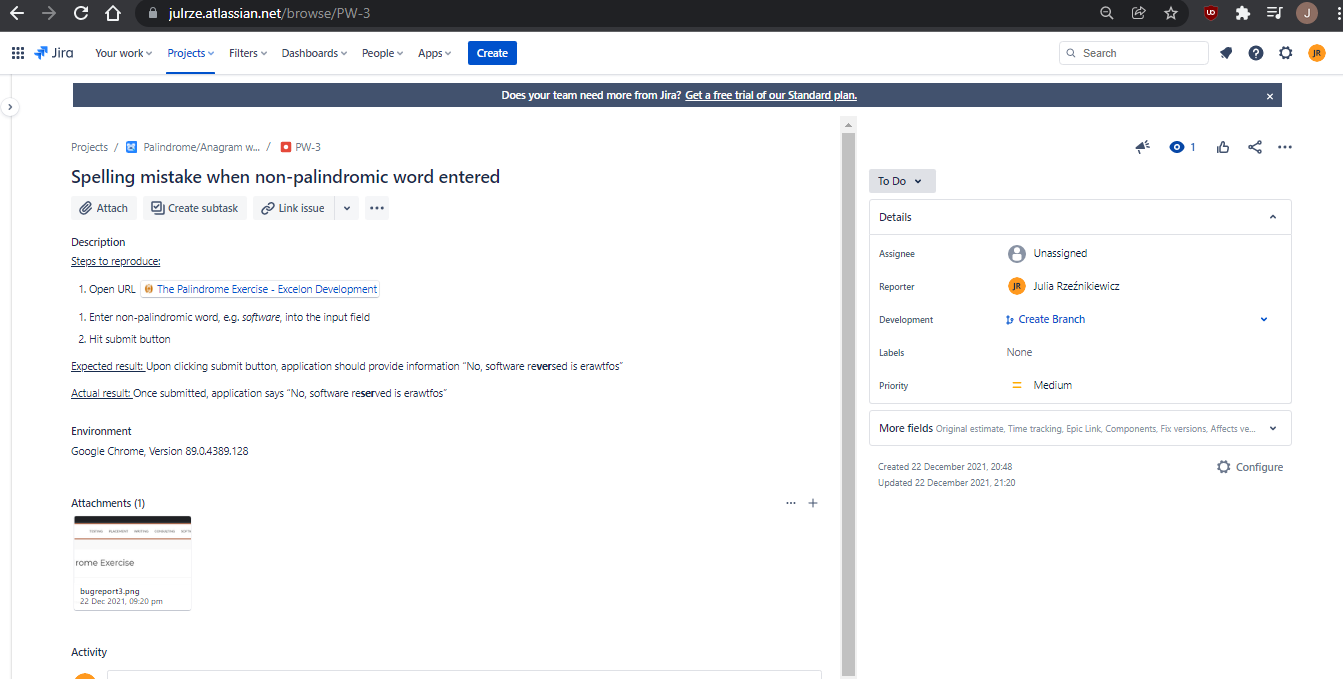 julrze.atlassian.net/browse/PW-3
J
Jira Your work Projects Filters Dashboards People Apps Create Search JR
Does your team need more from Jira? Get a free trial of our Standard plan.
Projects / Palindrome/Anagram w... / PW-3
1
Spelling mistake when non-palindromic word entered
Attach Create subtask Link issue
Description
Steps to reproduce:
1. Open URL The Palindrome Exercise - Excelon Development
1. Enter non-palindromic word, e.g. software, into the input field
2. Hit submit button
Expected result: Upon clicking submit button, application should provide information “No, software reversed is erawtfos”
Actual result: Once submitted, application says “No, software reserved is erawtfos”
Environment
Google Chrome, Version 89.0.4389.128
Attachments (1)
rome Exercise
bugreport3.png
22 Dec 2021, 09:20 pm
Activity
To Do
Details
Assignee Unassigned
Reporter JR Julia Rzeźnikiewicz
Development Create Branch
Labels None
Priority Medium
More fields Original estimate, Time tracking, Epic Link, Components, Fix versions, Affects ve...
Created 22 December 2021, 20:48
Configure
Updated 22 December 2021, 21:20